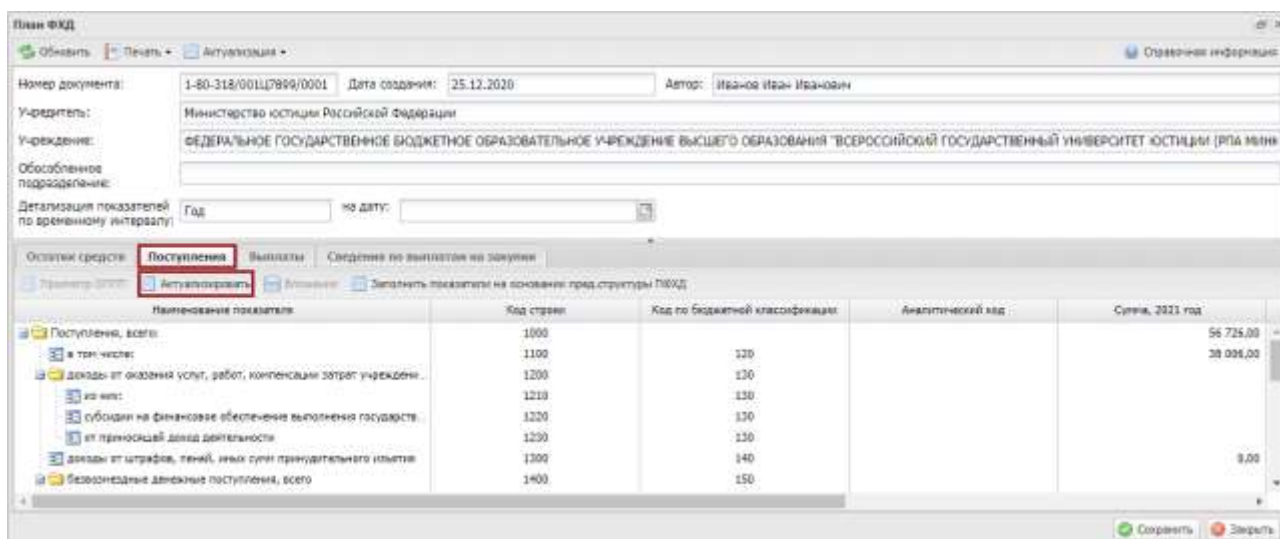 План ФХД
Обновить Печать Актуализация Справочная информация
Номер документа: 1-80-318/001Ц7899/0001 Дата создания: 25.12.2020 Автор: Иванов Иван Иванович
Учредитель: Министерство юстиции Российской Федерации
Учреждение: ФЕДЕРАЛЬНОЕ ГОСУДАРСТВЕННОЕ БЮДЖЕТНОЕ ОБРАЗОВАТЕЛЬНОЕ УЧРЕЖДЕНИЕ ВЫСШЕГО ОБРАЗОВАНИЯ "ВСЕРОССИЙСКИЙ ГОСУДАРСТВЕННЫЙ УНИВЕРСИТЕТ ЮСТИЦИИ (РПА МИНЮ
Обособленное
подразделение:
Детализация показателей
по временному интервалу: Год на дату:
Остатки средств Поступления Выплаты Сведения по выплатам на закупки
Актуализировать Вложения Заполнить показатели на основании пред.структуры ПФХД
Наименование показателя Код строки Код по бюджетной классификации Аналитический код Сумма, 2021 год
Поступления, всего: 1000 56 726,00
в том числе: 1100 120 38 006,00
доходы от оказания услуг, работ, компенсации затрат учреждени... 1200 130
из них: 1210 130
субсидии на финансовое обеспечение выполнения государств... 1220 130
от приносящей доход деятельности 1230 130
доходы от штрафов, пеней, иных сумм принудительного изъятия 1300 140 0,00
безвозмездные денежные поступления, всего 1400 150
Сохранить Закрыть